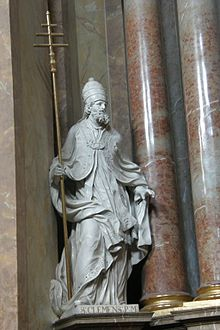 S. CLEMENS. P. M.